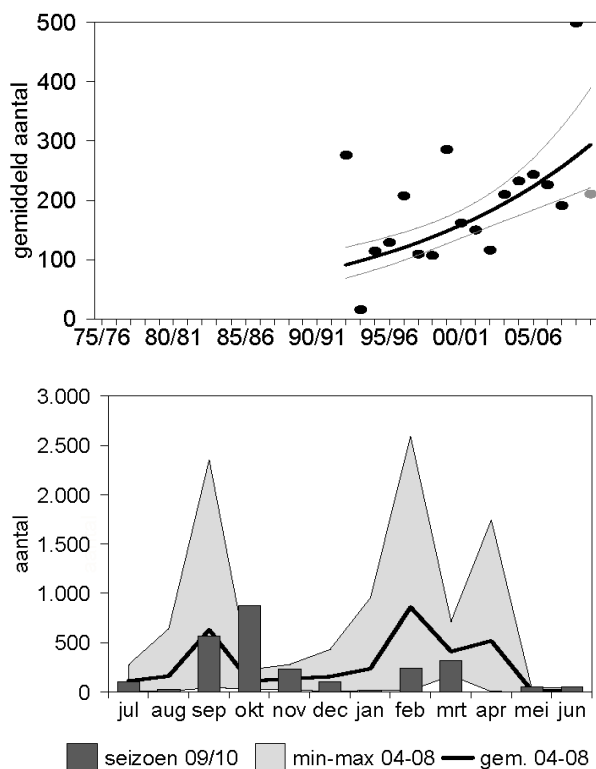 500
400
300
200
100
0
gemiddeld aantal
75/76 80/81 85/86 90/91 95/96 00/01 05/06
3.000
2.500
2.000
1.500
1.000
500
0
aantal
jul aug sep okt nov dec jan feb mrt apr mei jun
seizoen 09/10 min-max 04-08 gem. 04-08